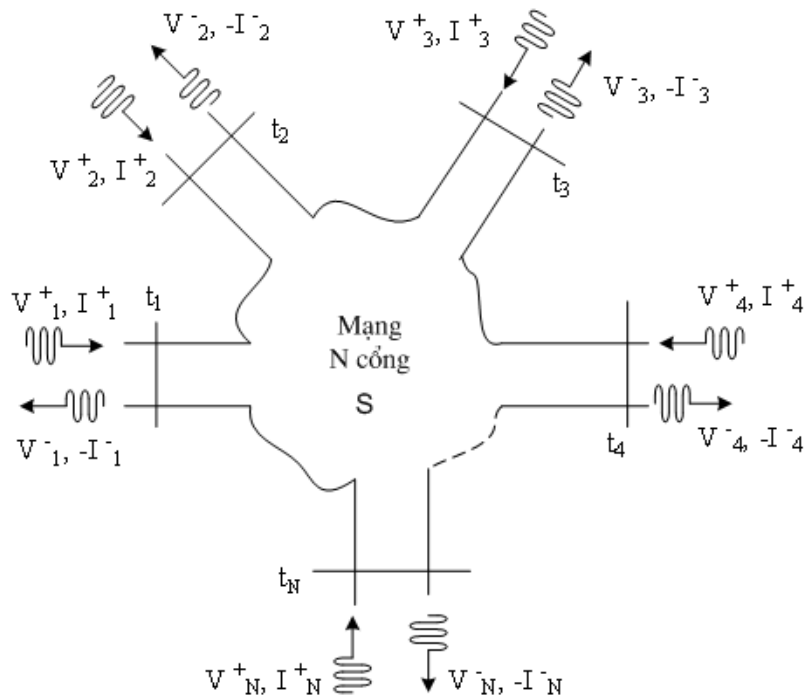 V⁻₂, -I⁻₂
V⁺₃, I⁺₃
V⁻₃, -I⁻₃
t₂
V⁺₂, I⁺₂
t₃
V⁺₁, I⁺₁
t₁
Mạng
N cổng
S
V⁺₄, I⁺₄
V⁻₁, -I⁻₁
t₄
V⁻₄, -I⁻₄
t_N
V⁺_N, I⁺_N
V⁻_N, -I⁻_N